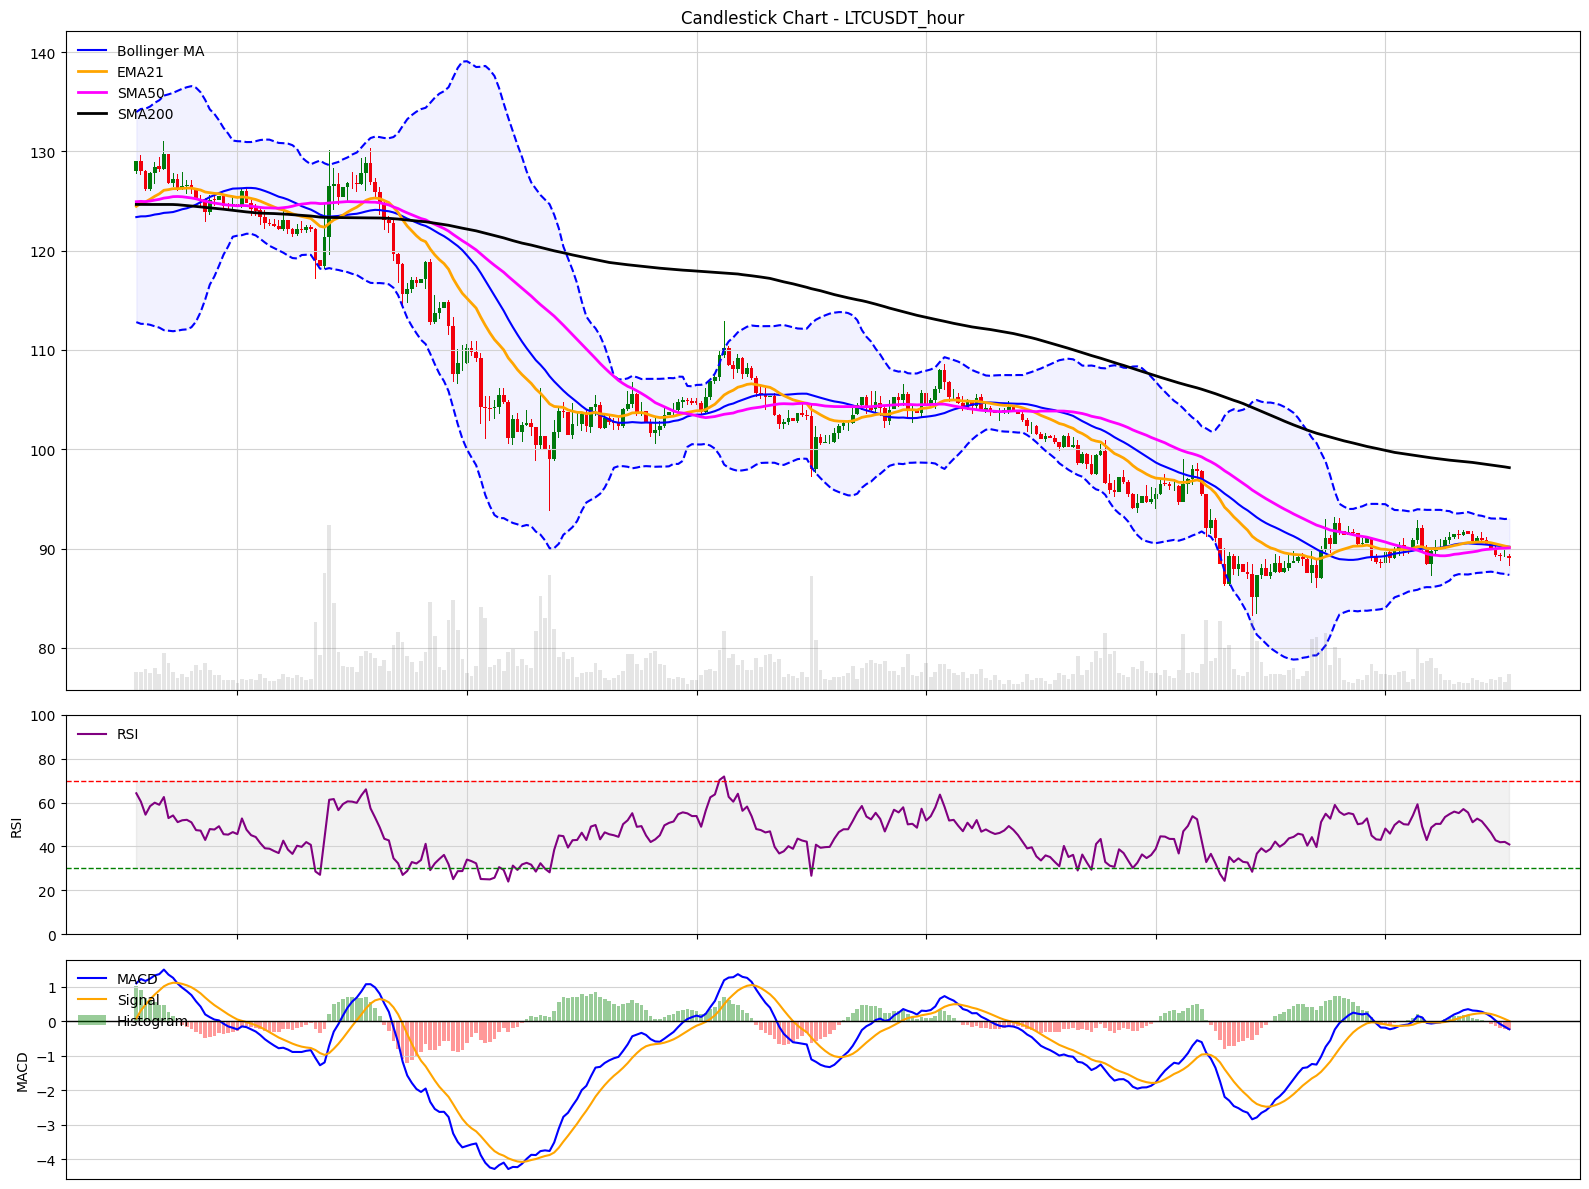 Candlestick Chart - LTCUSDT_hour
Bollinger MA
EMA21
SMA50
SMA200
140
130
120
110
100
90
80
RSI
RSI
100
80
60
40
20
0
MACD
Signal
Histogram
MACD
1
0
−1
−2
−3
−4